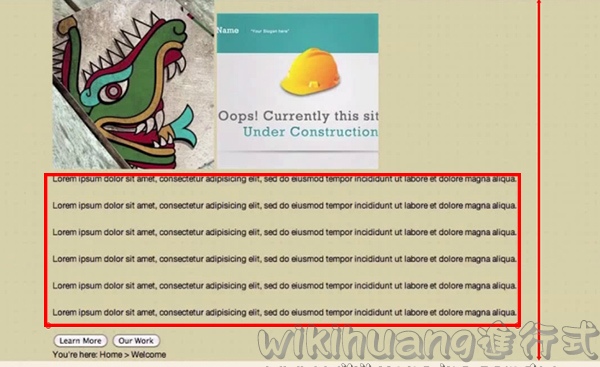 Name "Your Slogan here"
Oops! Currently this sit
Under Construction
Lorem ipsum dolor sit amet, consectetur adipisicing elit, sed do eiusmod tempor incididunt ut labore et dolore magna aliqua.
Lorem ipsum dolor sit amet, consectetur adipisicing elit, sed do eiusmod tempor incididunt ut labore et dolore magna aliqua.
Lorem ipsum dolor sit amet, consectetur adipisicing elit, sed do eiusmod tempor incididunt ut labore et dolore magna aliqua.
Lorem ipsum dolor sit amet, consectetur adipisicing elit, sed do eiusmod tempor incididunt ut labore et dolore magna aliqua.
Lorem ipsum dolor sit amet, consectetur adipisicing elit, sed do eiusmod tempor incididunt ut labore et dolore magna aliqua.
Lorem ipsum dolor sit amet, consectetur adipisicing elit, sed do eiusmod tempor incididunt ut labore et dolore magna aliqua.
Learn More Our Work
You're here: Home > Welcome
wikihuang進行式